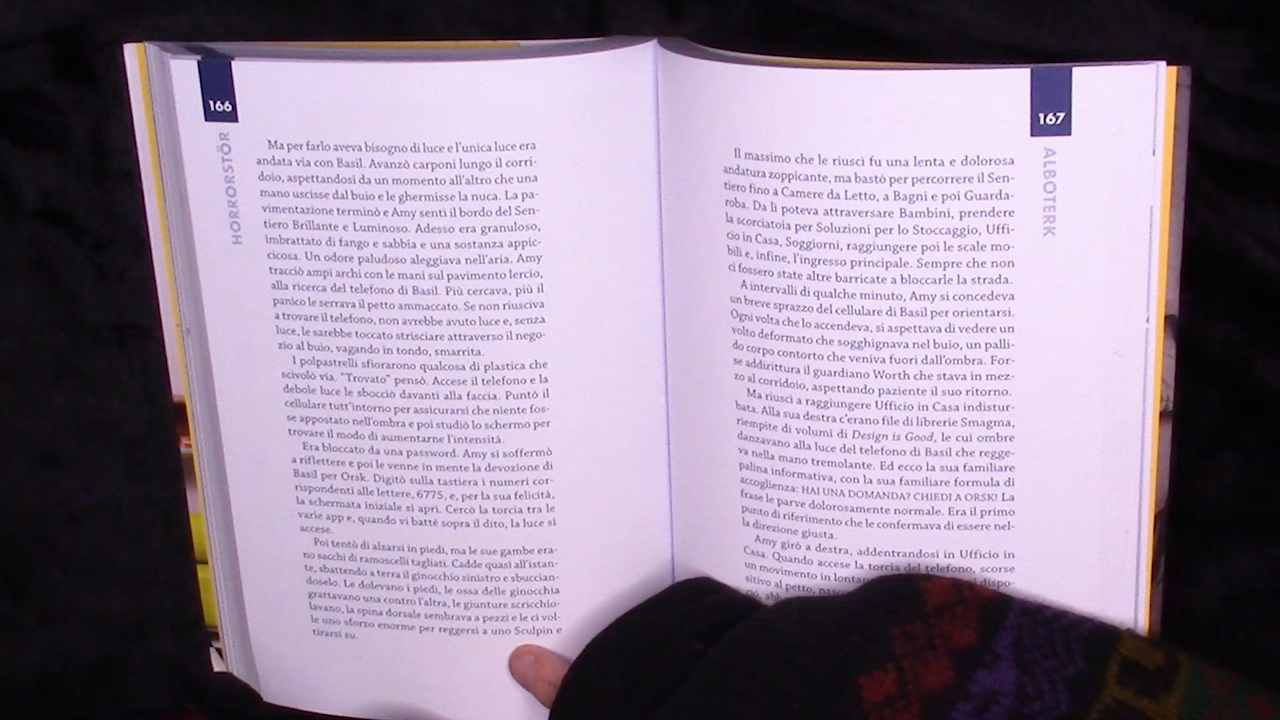 166
HORRORSTÖR
Ma per farlo aveva bisogno di luce e l'unica luce era
andata via con Basil. Avanzò carponi lungo il corri-
doio, aspettandosi da un momento all'altro che una
mano uscisse dal buio e le ghermisse la nuca. La pa-
vimentazione terminò e Amy sentì il bordo del Sen-
tiero Brillante e Luminoso. Adesso era granuloso,
imbrattato di fango e sabbia e una sostanza appic-
cicosa. Un odore paludoso aleggiava nell'aria. Amy
tracciò ampi archi con le mani sul pavimento lercio,
alla ricerca del telefono di Basil. Più cercava, più il
panico le serrava il petto ammaccato. Se non riusciva
a trovare il telefono, non avrebbe avuto luce e, senza
luce, le sarebbe toccato strisciare attraverso il nego-
zio al buio, vagando in tondo, smarrita.
I polpastrelli sfiorarono qualcosa di plastica che
scivolò via. "Trovato" pensò. Accese il telefono e la
debole luce le sbocciò davanti alla faccia. Puntò il
cellulare tutt'intorno per assicurarsi che niente fos-
se appostato nell'ombra e poi studiò lo schermo per
trovare il modo di aumentarne l'intensità.
Era bloccato da una password. Amy si soffermò
a riflettere e poi le venne in mente la devozione di
Basil per Orsk. Digitò sulla tastiera i numeri cor-
rispondenti alle lettere, 6775, e, per sua felicità,
la schermata iniziale si aprì. Cercò la torcia tra le
varie app e, quando vi batté sopra il dito, la luce si
accese.
Poi tentò di alzarsi in piedi, ma le sue gambe era-
no sacchi di ramoscelli tagliati. Cadde quasi all'istan-
te, sbattendo a terra il ginocchio sinistro e sbuccian-
doselo. Le dolevano i piedi, le ossa delle ginocchia
grattavano una contro l'altra, le giunture scricchio-
lavano, la spina dorsale sembrava a pezzi e le ci vol-
le uno sforzo enorme per reggersi a uno Sculpin e
tirarsi su.
167
ALBOTERK
Il massimo che le riuscì fu una lenta e dolorosa
andatura zoppicante, ma bastò per percorrere il Sen-
tiero fino a Camere da Letto, a Bagni e poi Guarda-
roba. Da lì poteva attraversare Bambini, prendere
la scorciatoia per Soluzioni per lo Stoccaggio, Uffi-
cio in Casa, Soggiorni, raggiungere poi le scale mo-
bili e, infine, l'ingresso principale. Sempre che non
ci fossero state altre barricate a bloccarle la strada.
A intervalli di qualche minuto, Amy si concedeva
un breve sprazzo del cellulare di Basil per orientarsi.
Ogni volta che lo accendeva, si aspettava di vedere un
volto deformato che sogghignava nel buio, un palli-
do corpo contorto che veniva fuori dall'ombra. For-
se addirittura il guardiano Worth che stava in mez-
zo al corridoio, aspettando paziente il suo ritorno.
Ma riuscì a raggiungere Ufficio in Casa indistur-
bata. Alla sua destra c'erano file di librerie Smagma,
riempite di volumi di Design is Good, le cui ombre
danzavano alla luce del telefono di Basil che regge-
va nella mano tremolante. Ed ecco la sua familiare
palina informativa, con la sua familiare formula di
accoglienza: HAI UNA DOMANDA? CHIEDI A ORSK! La
frase le parve dolorosamente normale. Era il primo
punto di riferimento che le confermava di essere nel-
la direzione giusta.
Amy girò a destra, addentrandosi in Ufficio in
Casa. Quando accese la torcia del telefono, scorse
un movimento in lontan dispo-
sitivo al petto,